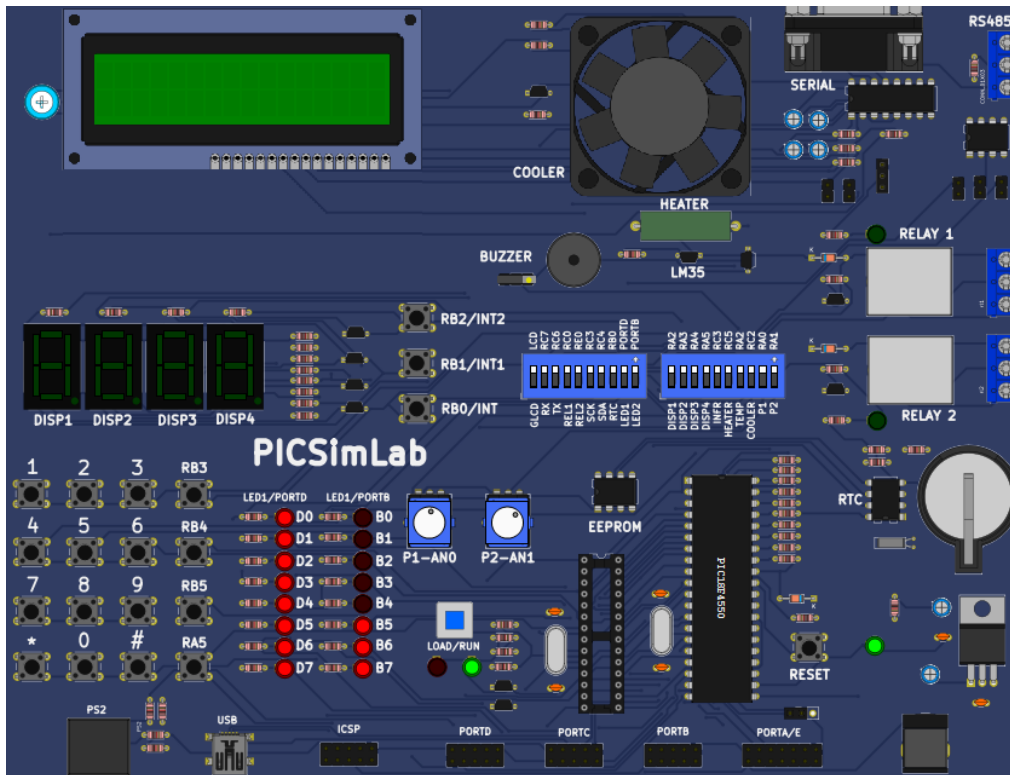 RS485
SERIAL
COOLER
HEATER
RELAY 1
BUZZER
LM35
RB2/INT2
RB1/INT1
RB0/INT
LCD
RC7
RC6
RC0
RE0
RC3
RC4
RB0
PORTD
PORTB
GLCD
RX
TX
REL1
REL2
SCK
SDA
RTC
LED1
LED2
RA2
RA3
RA4
RA5
RC3
RC5
RA2
RC2
RA0
RA1
DISP1
DISP2
DISP3
DISP4
INFR
HEATER
TEMP
COOLER
P1
P2
RELAY 2
DISP1 DISP2 DISP3 DISP4
PICSimLab
1 2 3 RB3
4 5 6 RB4
7 8 9 RB5
* 0 # RA5
LED1/PORTD LED1/PORTB
D0 B0
D1 B1
D2 B2
D3 B3
D4 B4
D5 B5
D6 B6
D7 B7
P1-AN0 P2-AN1
EEPROM
PIC18F4550
RTC
LOAD/RUN
RESET
PS2
USB
ICSP
PORTD
PORTC
PORTB
PORTA/E